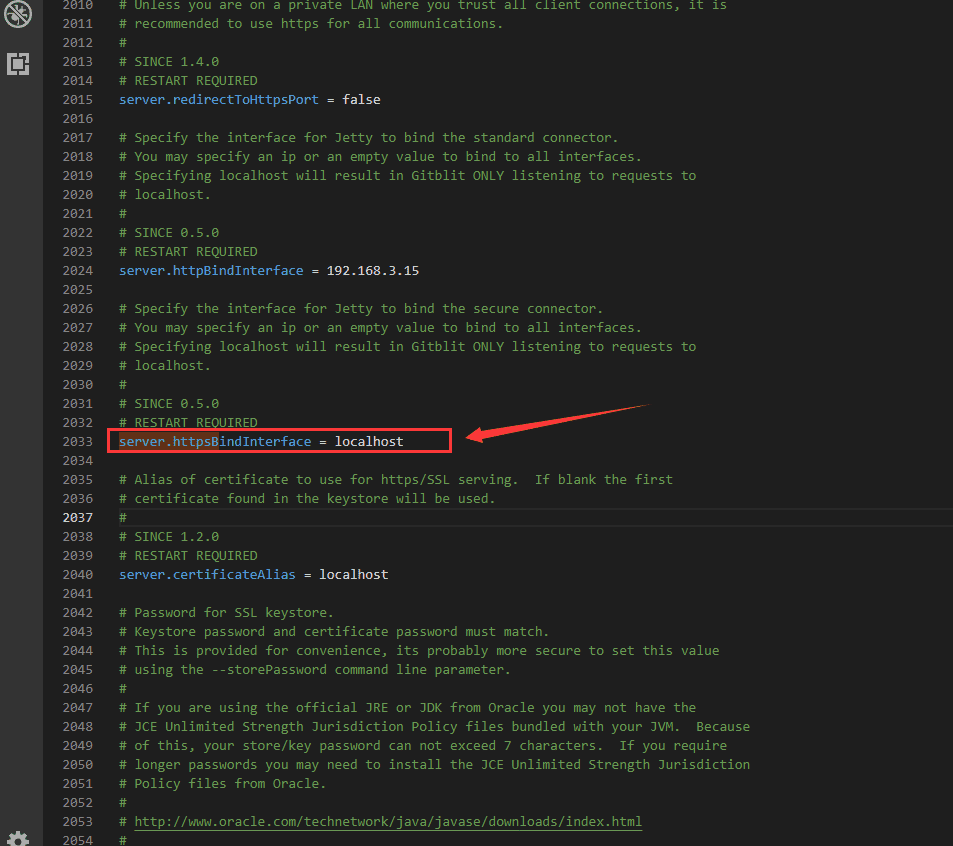 2010 # Unless you are on a private LAN where you trust all client connections, it is
2011 # recommended to use https for all communications.
2012 #
2013 # SINCE 1.4.0
2014 # RESTART REQUIRED
2015 server.redirectToHttpsPort = false
2016
2017 # Specify the interface for Jetty to bind the standard connector.
2018 # You may specify an ip or an empty value to bind to all interfaces.
2019 # Specifying localhost will result in Gitblit ONLY listening to requests to
2020 # localhost.
2021 #
2022 # SINCE 0.5.0
2023 # RESTART REQUIRED
2024 server.httpBindInterface = 192.168.3.15
2025
2026 # Specify the interface for Jetty to bind the secure connector.
2027 # You may specify an ip or an empty value to bind to all interfaces.
2028 # Specifying localhost will result in Gitblit ONLY listening to requests to
2029 # localhost.
2030 #
2031 # SINCE 0.5.0
2032 # RESTART REQUIRED
2033 server.httpsBindInterface = localhost
2034
2035 # Alias of certificate to use for https/SSL serving.  If blank the first
2036 # certificate found in the keystore will be used.
2037 #
2038 # SINCE 1.2.0
2039 # RESTART REQUIRED
2040 server.certificateAlias = localhost
2041
2042 # Password for SSL keystore.
2043 # Keystore password and certificate password must match.
2044 # This is provided for convenience, its probably more secure to set this value
2045 # using the --storePassword command line parameter.
2046 #
2047 # If you are using the official JRE or JDK from Oracle you may not have the
2048 # JCE Unlimited Strength Jurisdiction Policy files bundled with your JVM.  Because
2049 # of this, your store/key password can not exceed 7 characters.  If you require
2050 # longer passwords you may need to install the JCE Unlimited Strength Jurisdiction
2051 # Policy files from Oracle.
2052 #
2053 # http://www.oracle.com/technetwork/java/javase/downloads/index.html
2054 #